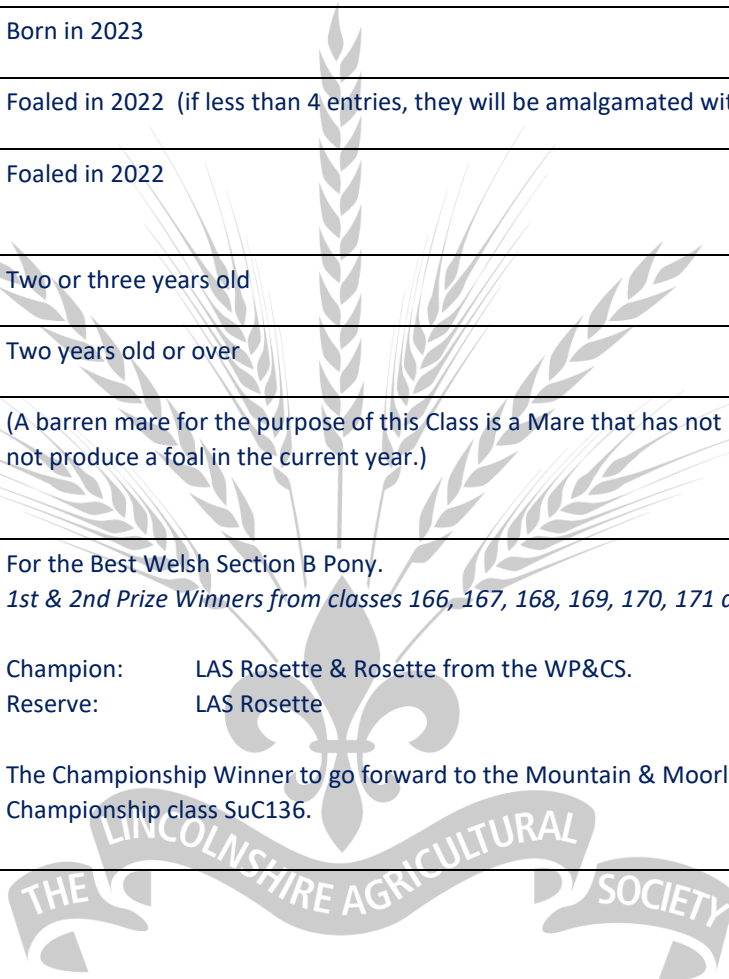 Born in 2023
Foaled in 2022 (if less than 4 entries, they will be amalgamated
Foaled in 2022
Two or three years old
Two years old or over
(A barren mare for the purpose of this Class is a Mare that has not
not produce a foal in the current year.)
For the Best Welsh Section B Pony.
1st & 2nd Prize Winners from classes 166, 167, 168, 169, 170, 171
Champion: LAS Rosette & Rosette from the WP&CS.
Reserve: LAS Rosette
The Championship Winner to go forward to the Mountain &
Championship class SuC136.
THE LINCOLNSHIRE AGRICULTURAL SOCIETY